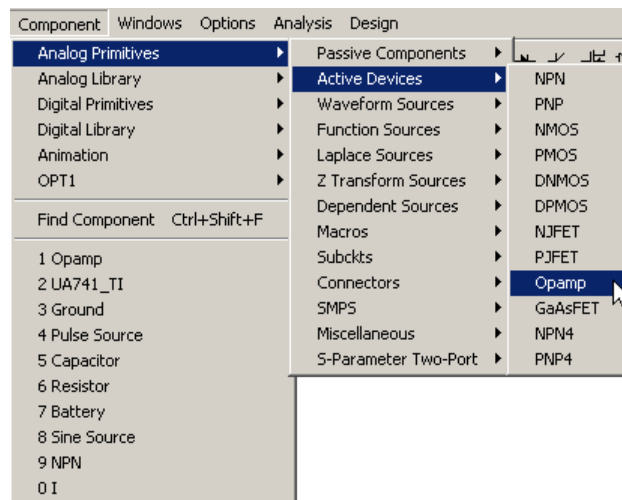 Component Windows Options Analysis Design
Analog Primitives
Analog Library
Digital Primitives
Digital Library
Animation
OPT1
Find Component Ctrl+Shift+F
1 Opamp
2 UA741_TI
3 Ground
4 Pulse Source
5 Capacitor
6 Resistor
7 Battery
8 Sine Source
9 NPN
0 I
Passive Components
Active Devices
Waveform Sources
Function Sources
Laplace Sources
Z Transform Sources
Dependent Sources
Macros
Subckts
Connectors
SMPS
Miscellaneous
S-Parameter Two-Port
NPN
PNP
NMOS
PMOS
DNMOS
DPMOS
NJFET
PJFET
Opamp
GaAsFET
NPN4
PNP4